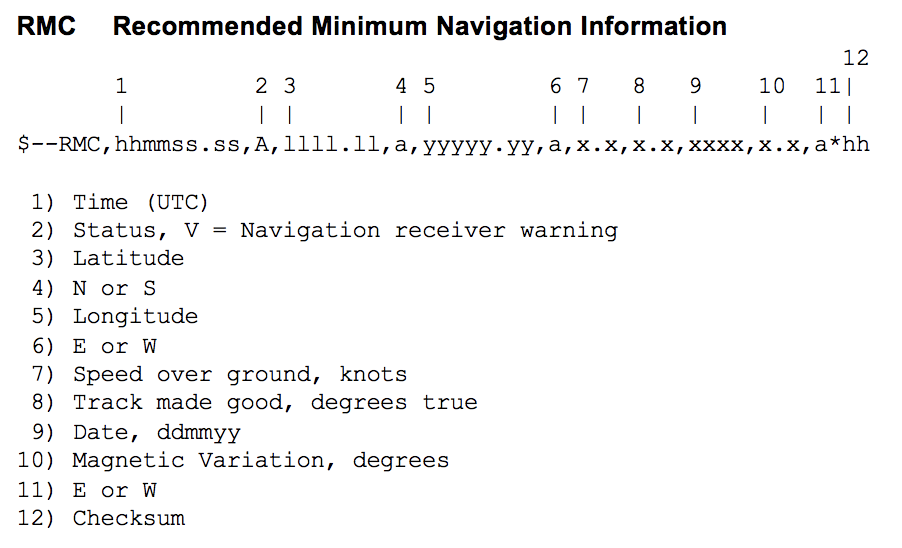 RMC Recommended Minimum Navigation Information
12
1 2 3 4 5 6 7 8 9 10 11|
| | | | | | | | | | | |
$--RMC,hhmmss.ss,A,llll.ll,a,yyyyy.yy,a,x.x,x.x,xxxx,x.x,a*hh
1) Time (UTC)
2) Status, V = Navigation receiver warning
3) Latitude
4) N or S
5) Longitude
6) E or W
7) Speed over ground, knots
8) Track made good, degrees true
9) Date, ddmmyy
10) Magnetic Variation, degrees
11) E or W
12) Checksum